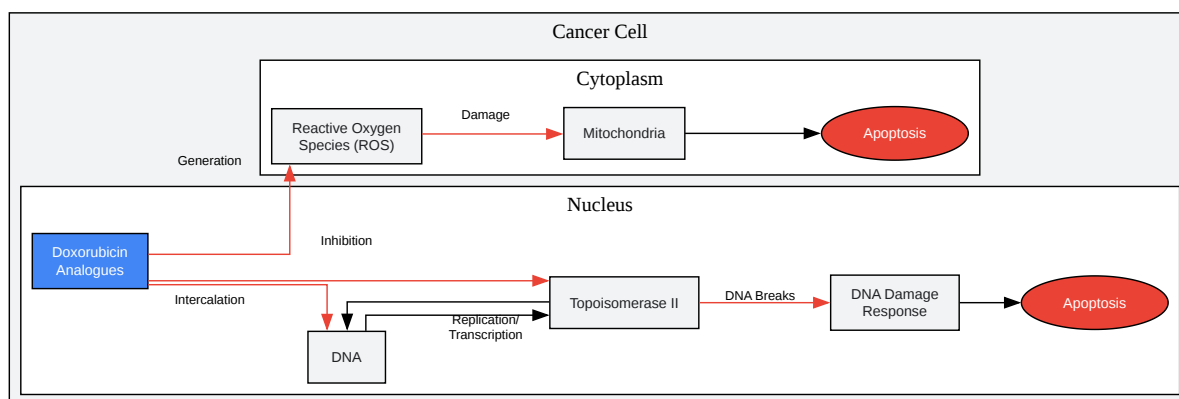 Cancer Cell
Cytoplasm
Reactive Oxygen
Species (ROS)
Damage
Mitochondria
Apoptosis
Generation
Nucleus
Doxorubicin
Analogues
Inhibition
Intercalation
Topoisomerase II
DNA Breaks
DNA Damage
Response
Apoptosis
Replication/
Transcription
DNA